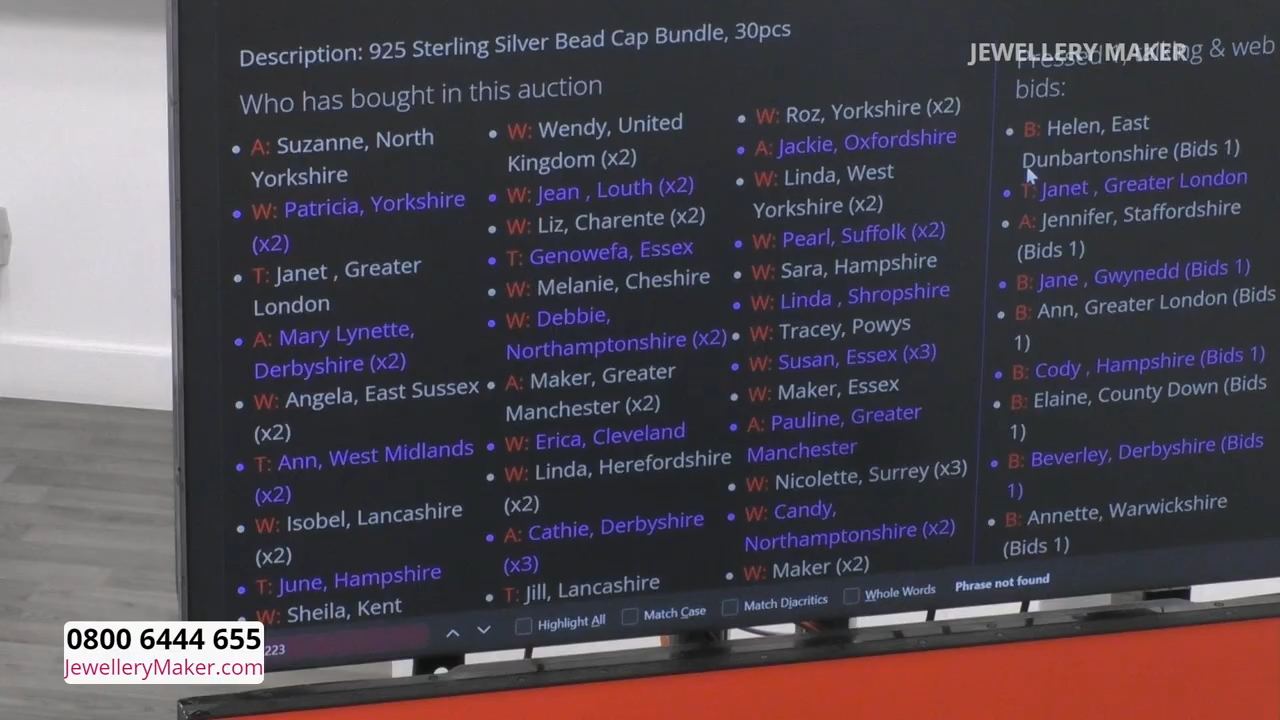 Description: 925 Sterling Silver Bead Cap Bundle, 30pcs
Who has bought in this auction
A: Suzanne, North
Yorkshire
W: Patricia, Yorkshire
(x2)
T: Janet , Greater
London
A: Mary Lynette,
Derbyshire (x2)
W: Angela, East Sussex
(x2)
T: Ann, West Midlands
(x2)
W: Isobel, Lancashire
(x2)
T: June, Hampshire
W: Sheila, Kent
W: Wendy, United
Kingdom (x2)
W: Jean , Louth (x2)
W: Liz, Charente (x2)
T: Genowefa, Essex
W: Melanie, Cheshire
W: Debbie,
Northamptonshire (x2)
A: Maker, Greater
Manchester (x2)
W: Erica, Cleveland
W: Linda, Herefordshire
(x2)
A: Cathie, Derbyshire
(x3)
T: Jill, Lancashire
W: Roz, Yorkshire (x2)
A: Jackie, Oxfordshire
W: Linda, West
Yorkshire (x2)
W: Pearl, Suffolk (x2)
W: Sara, Hampshire
W: Linda , Shropshire
W: Tracey, Powys
W: Susan, Essex (x3)
W: Maker, Essex
A: Pauline, Greater
Manchester
W: Nicolette, Surrey (x3)
W: Candy,
Northamptonshire (x2)
W: Maker (x2)
JEWELLERY MAKER
Pressed 1, & web
bids:
B: Helen, East
Dunbartonshire (Bids 1)
T: Janet , Greater London
A: Jennifer, Staffordshire
(Bids 1)
B: Jane , Gwynedd (Bids 1)
B: Ann, Greater London (Bids
1)
B: Cody , Hampshire (Bids 1)
B: Elaine, County Down (Bids
1)
B: Beverley, Derbyshire (Bids
1)
B: Annette, Warwickshire
(Bids 1)
223
Highlight All Match Case Match Diacritics Whole Words Phrase not found
0800 6444 655
JewelleryMaker.com